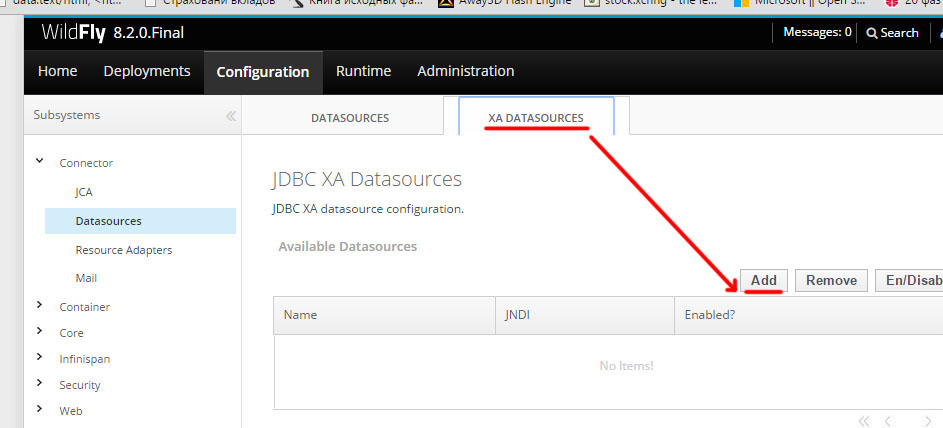 data:text/html, <ht... Страховани вкладов Книга исходных фа... Away3D Flash Engine stock.xchng - the le... Microsoft || Open S... 20 фаз
WildFly 8.2.0.Final Messages: 0 Search
Home Deployments Configuration Runtime Administration
Subsystems «
DATASOURCES XA DATASOURCES
Connector
JCA
Datasources
Resource Adapters
Mail
Container
Core
Infinispan
Security
Web
JDBC XA Datasources
JDBC XA datasource configuration.
Available Datasources
Add Remove En/Disab
Name JNDI Enabled?
No Items!
« ‹ ›